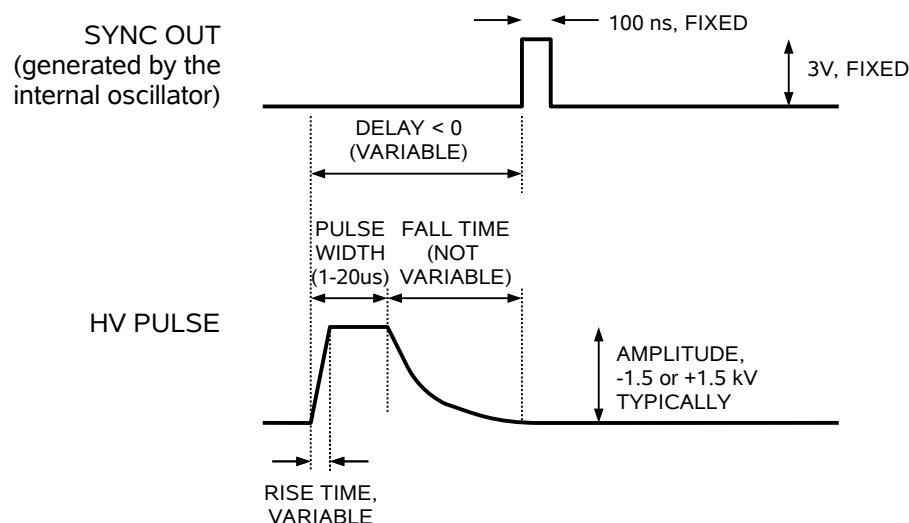 SYNC OUT
(generated by the
internal oscillator)
100 ns, FIXED
3V, FIXED
DELAY < 0
(VARIABLE)
PULSE
WIDTH
(1-20us)
FALL TIME
(NOT
VARIABLE)
HV PULSE
AMPLITUDE,
-1.5 or +1.5 kV
TYPICALLY
RISE TIME,
VARIABLE